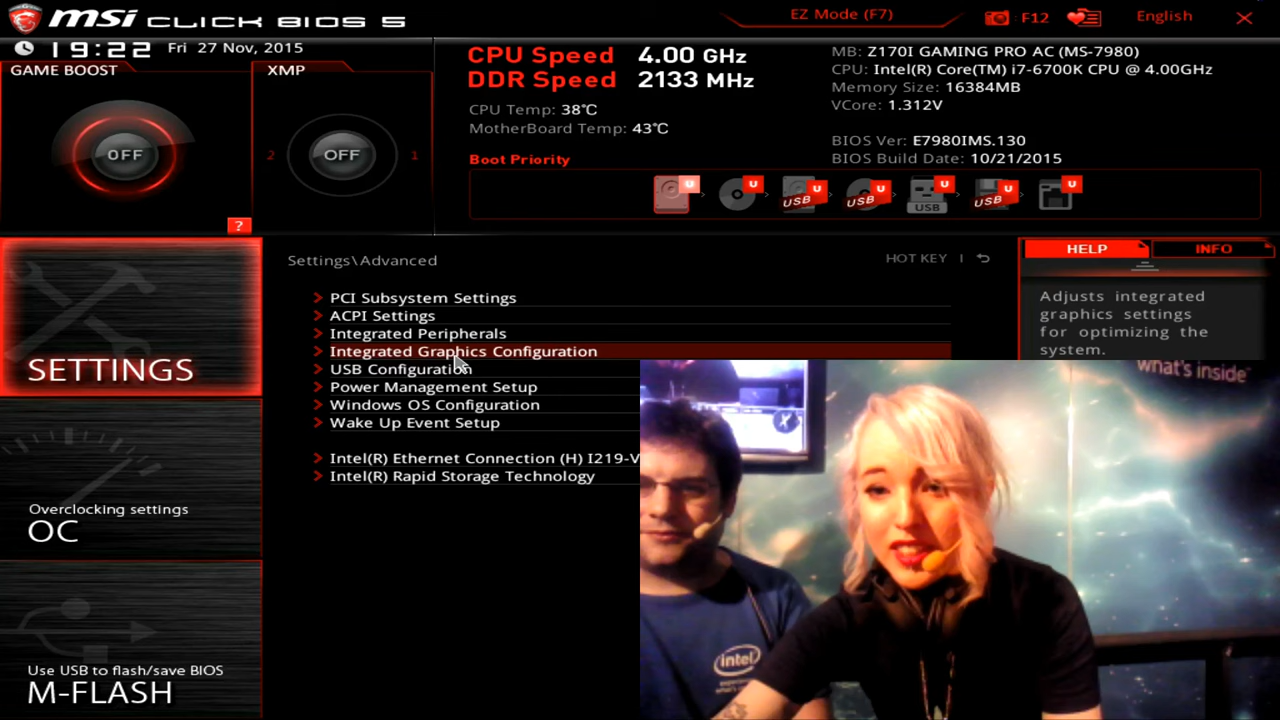 msi CLICK BIOS 5
EZ Mode (F7)
F12
English
19:22 Fri 27 Nov, 2015
GAME BOOST
OFF
XMP
2 OFF 1
?
CPU Speed 4.00 GHz
DDR Speed 2133 MHz
CPU Temp: 38℃
MotherBoard Temp: 43℃
MB: Z170I GAMING PRO AC (MS-7980)
CPU: Intel(R) Core(TM) i7-6700K CPU @ 4.00GHz
Memory Size: 16384MB
VCore: 1.312V
BIOS Ver: E7980IMS.130
BIOS Build Date: 10/21/2015
Boot Priority
U U U USB U USB U USB U USB U
SETTINGS
Overclocking settings
OC
Use USB to flash/save BIOS
M-FLASH
Settings\Advanced
HOT KEY |
PCI Subsystem Settings
ACPI Settings
Integrated Peripherals
Integrated Graphics Configuration
USB Configuration
Power Management Setup
Windows OS Configuration
Wake Up Event Setup
Intel(R) Ethernet Connection (H) I219-V
Intel(R) Rapid Storage Technology
HELP
INFO
Adjusts integrated
graphics settings
for optimizing the
system.
what's inside™
X
intel